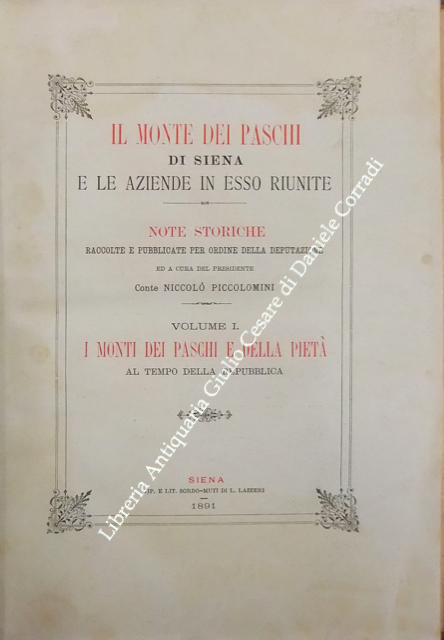 IL MONTE DEI PASCHI
DI SIENA
E LE AZIENDE IN ESSO RIUNITE
NOTE STORICHE
RACCOLTE E PUBBLICATE PER ORDINE DELLA DEPUTAZIONE
ED A CURA DEL PRESIDENTE
Conte NICCOLÒ PICCOLOMINI
VOLUME I.
I MONTI DEI PASCHI E DELLA PIETÀ
AL TEMPO DELLA REPUBBLICA
SIENA
TIP. E LIT. SORDO-MUTI DI L. LAZZERI
1891
Libreria Antiquaria Giulio Cesare di Daniele Corradi